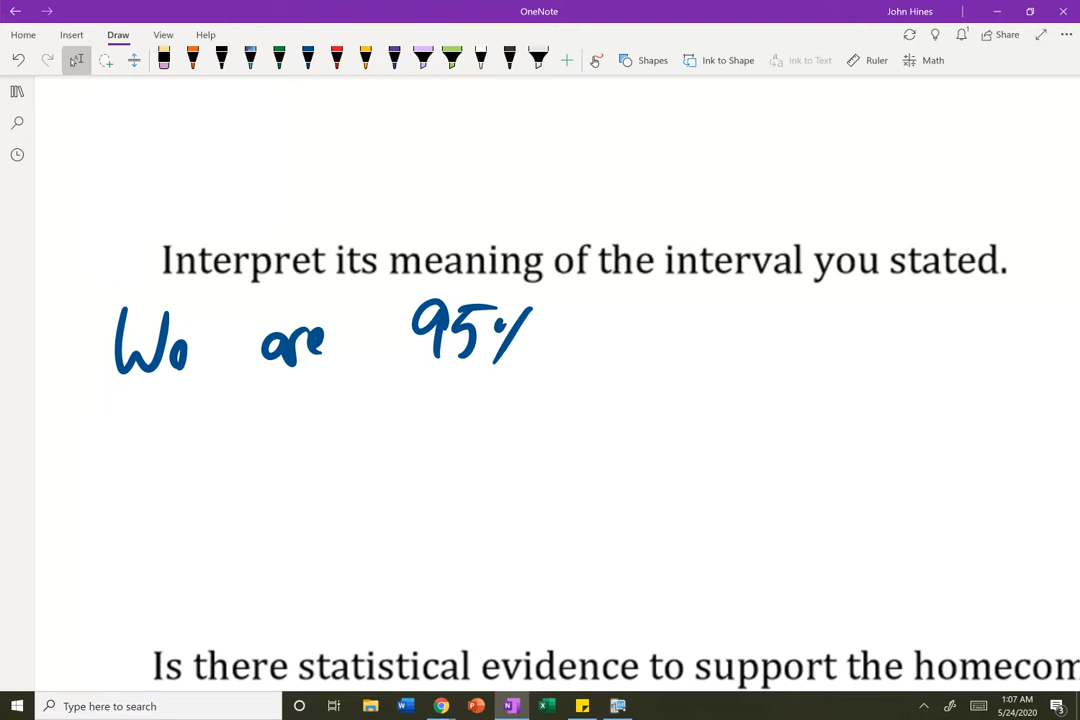 OneNote
John Hines
Home Insert Draw View Help
Share
Shapes Ink to Shape Ink to Text Ruler Math
Interpret its meaning of the interval you stated.
We are 95%
Is there statistical evidence to support the homecom
Type here to search
1:07 AM
5/24/2020
3